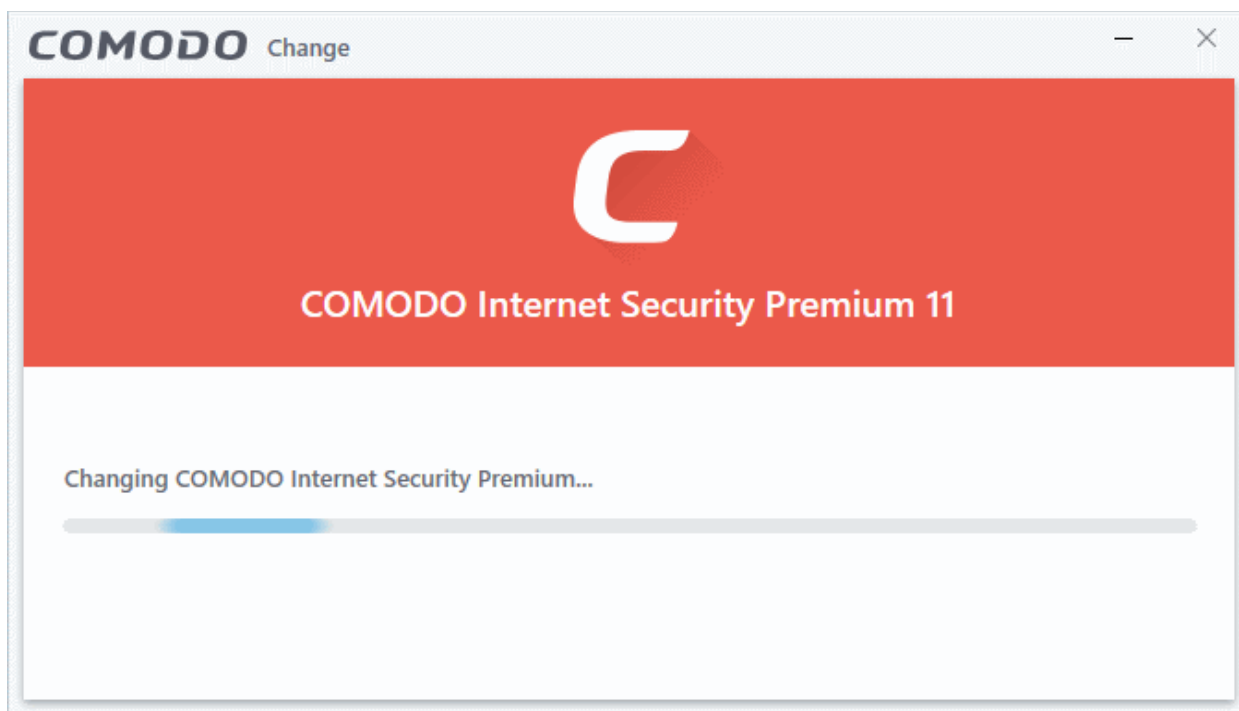 COMODO Change
COMODO Internet Security Premium 11
Changing COMODO Internet Security Premium...